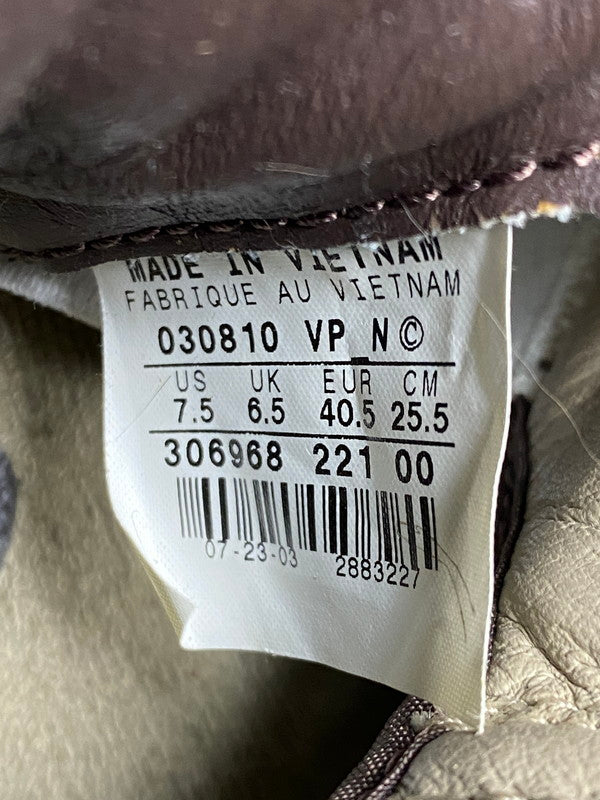 MADE IN VIETNAM
FABRIQUE AU VIETNAM
030810 VP N©
US UK EUR CM
7.5 6.5 40.5 25.5
306968 221 00
07-23-03 2883227